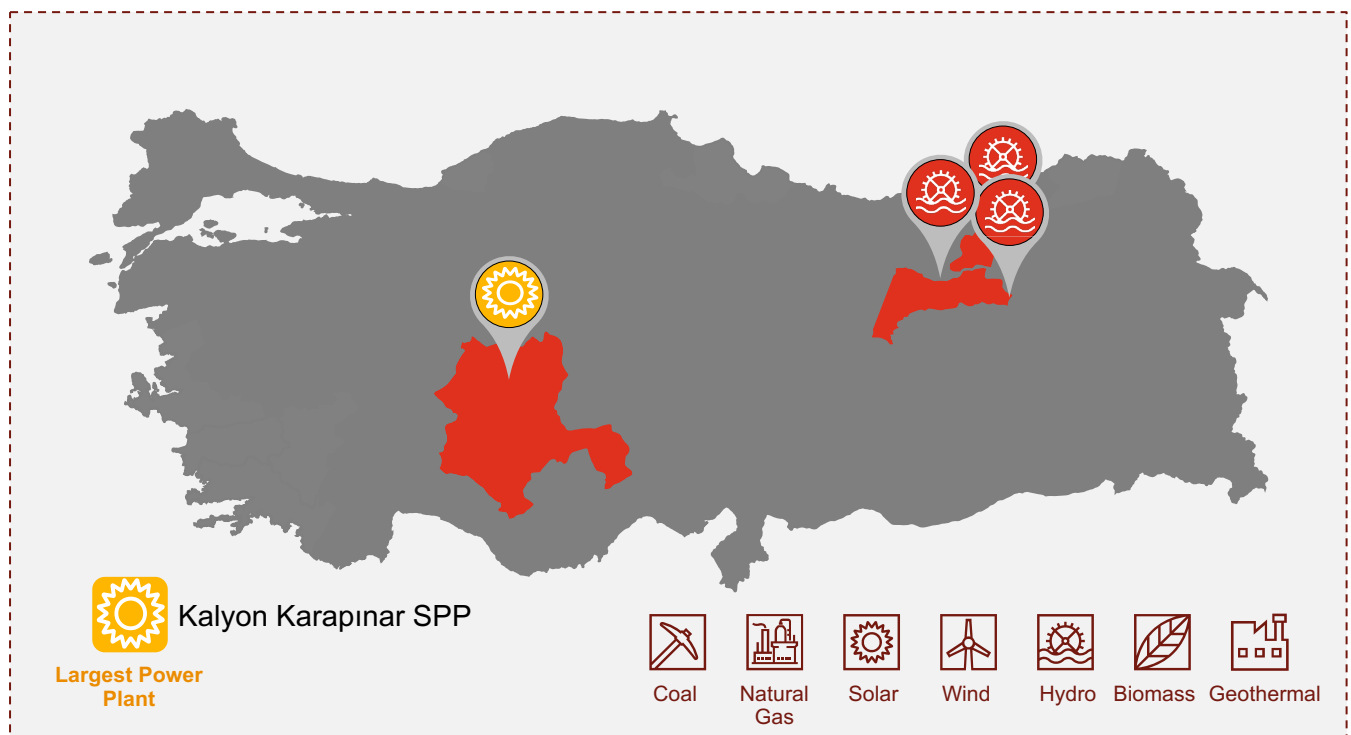 Kalyon Karapınar SPP
Largest Power
Plant
Coal
Natural
Gas
Solar
Wind
Hydro
Biomass
Geothermal